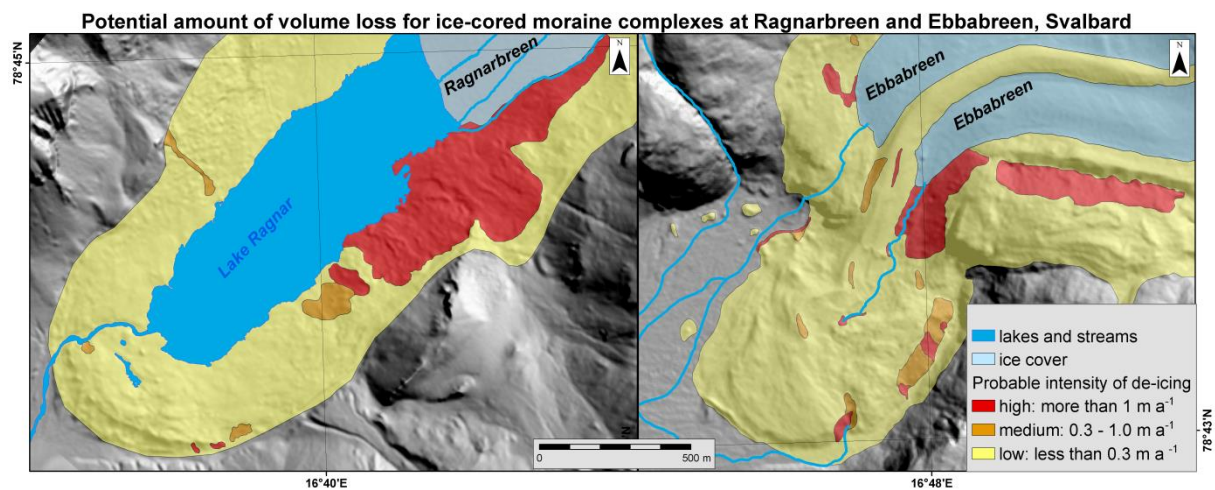 Potential amount of volume loss for ice-cored moraine complexes at Ragnarbreen and Ebbabreen, Svalbard
78°45'N
N
N
Ragnarbreen
Ebbabreen
Ebbabreen
Lake Ragnar
lakes and streams
ice cover
Probable intensity of de-icing
high: more than 1 m a⁻¹
medium: 0.3 - 1.0 m a⁻¹
low: less than 0.3 m a⁻¹
78°43'N
0
500 m
16°40'E
16°48'E